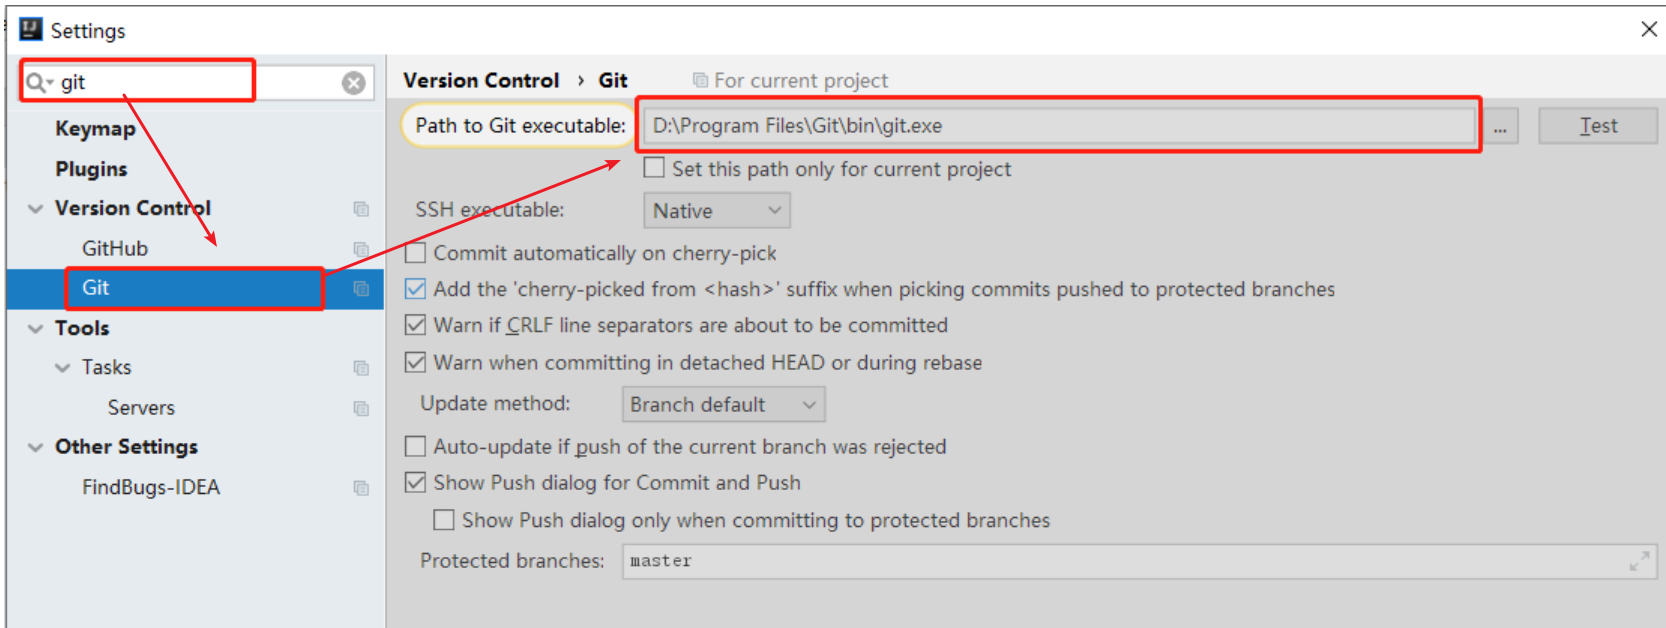 Settings
git
Keymap
Plugins
Version Control
GitHub
Git
Tools
Tasks
Servers
Other Settings
FindBugs-IDEA
Version Control › Git For current project
Path to Git executable: D:\Program Files\Git\bin\git.exe ... Test
Set this path only for current project
SSH executable: Native
Commit automatically on cherry-pick
Add the 'cherry-picked from <hash>' suffix when picking commits pushed to protected branches
Warn if CRLF line separators are about to be committed
Warn when committing in detached HEAD or during rebase
Update method: Branch default
Auto-update if push of the current branch was rejected
Show Push dialog for Commit and Push
Show Push dialog only when committing to protected branches
Protected branches: master